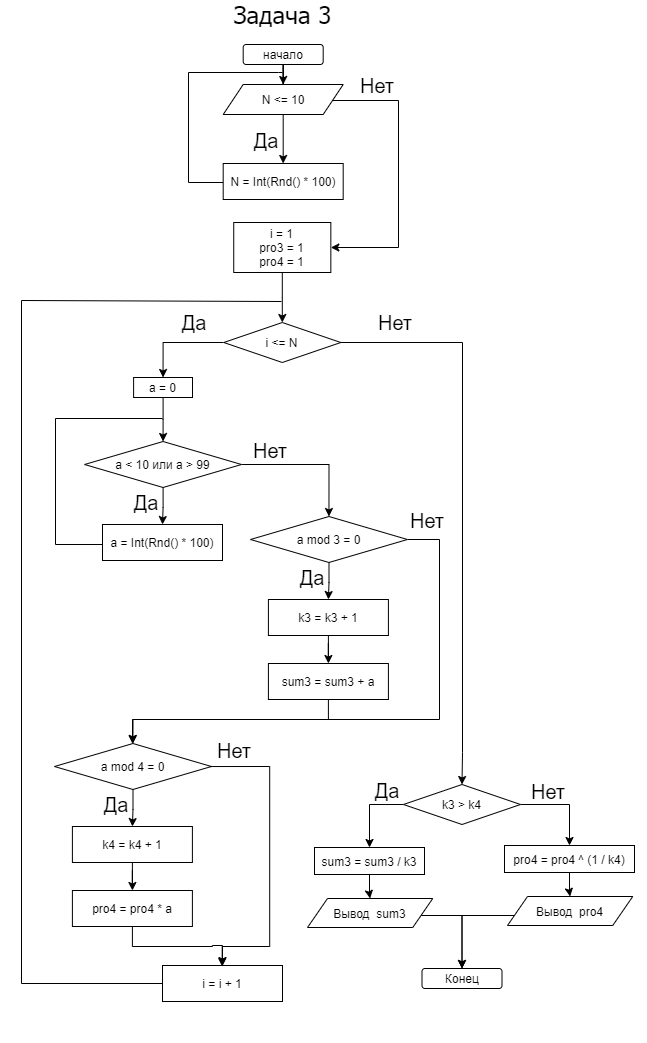 Задача 3
начало
N <= 10
Нет
Да
N = Int(Rnd() * 100)
i = 1
pro3 = 1
pro4 = 1
Да
Нет
i <= N
a = 0
a < 10 или a > 99
Нет
Да
a = Int(Rnd() * 100)
a mod 3 = 0
Нет
Да
k3 = k3 + 1
sum3 = sum3 + a
a mod 4 = 0
Нет
Да
k4 = k4 + 1
pro4 = pro4 * a
i = i + 1
k3 > k4
Да
Нет
sum3 = sum3 / k3
pro4 = pro4 ^ (1 / k4)
Вывод sum3
Вывод pro4
Конец